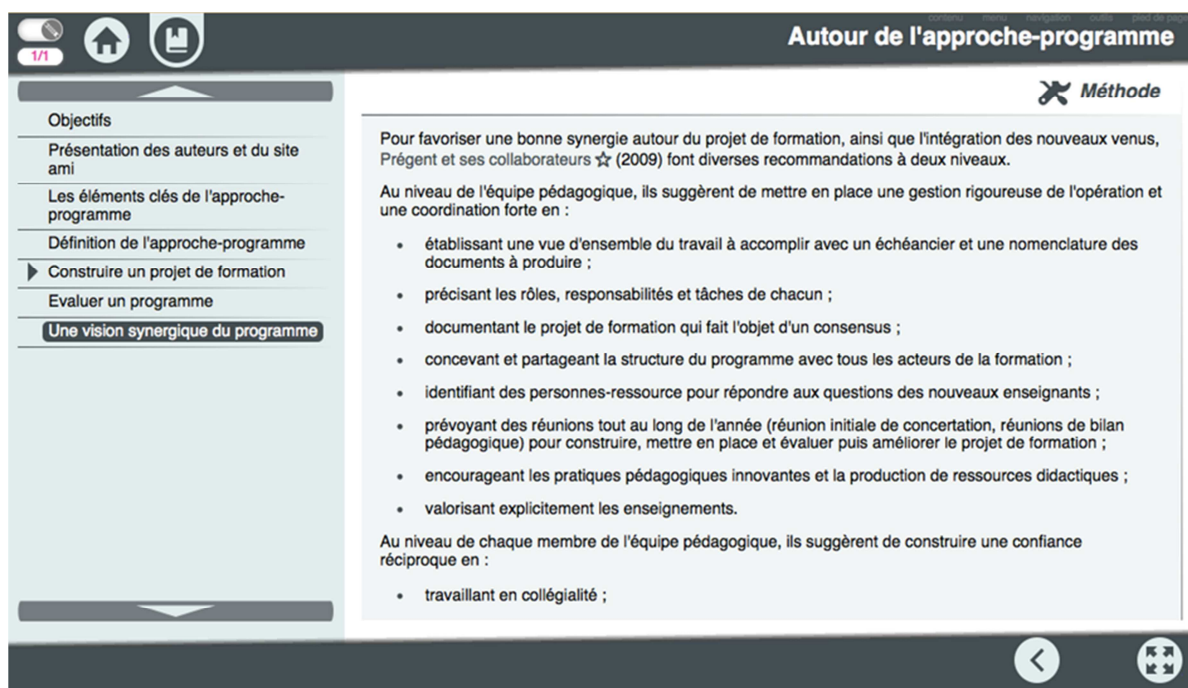 contenu menu navigation outils pied de page
Autour de l'approche-programme
1/1
Méthode
Objectifs
Présentation des auteurs et du site
ami
Les éléments clés de l'approche-
programme
Définition de l'approche-programme
Construire un projet de formation
Evaluer un programme
Une vision synergique du programme
Pour favoriser une bonne synergie autour du projet de formation, ainsi que l'intégration des nouveaux venus,
Prégent et ses collaborateurs ☆ (2009) font diverses recommandations à deux niveaux.
Au niveau de l'équipe pédagogique, ils suggèrent de mettre en place une gestion rigoureuse de l'opération et
une coordination forte en :
• établissant une vue d'ensemble du travail à accomplir avec un échéancier et une nomenclature des
documents à produire ;
• précisant les rôles, responsabilités et tâches de chacun ;
• documentant le projet de formation qui fait l'objet d'un consensus ;
• concevant et partageant la structure du programme avec tous les acteurs de la formation ;
• identifiant des personnes-ressource pour répondre aux questions des nouveaux enseignants ;
• prévoyant des réunions tout au long de l'année (réunion initiale de concertation, réunions de bilan
pédagogique) pour construire, mettre en place et évaluer puis améliorer le projet de formation ;
• encourageant les pratiques pédagogiques innovantes et la production de ressources didactiques ;
• valorisant explicitement les enseignements.
Au niveau de chaque membre de l'équipe pédagogique, ils suggèrent de construire une confiance
réciproque en :
• travaillant en collégialité ;